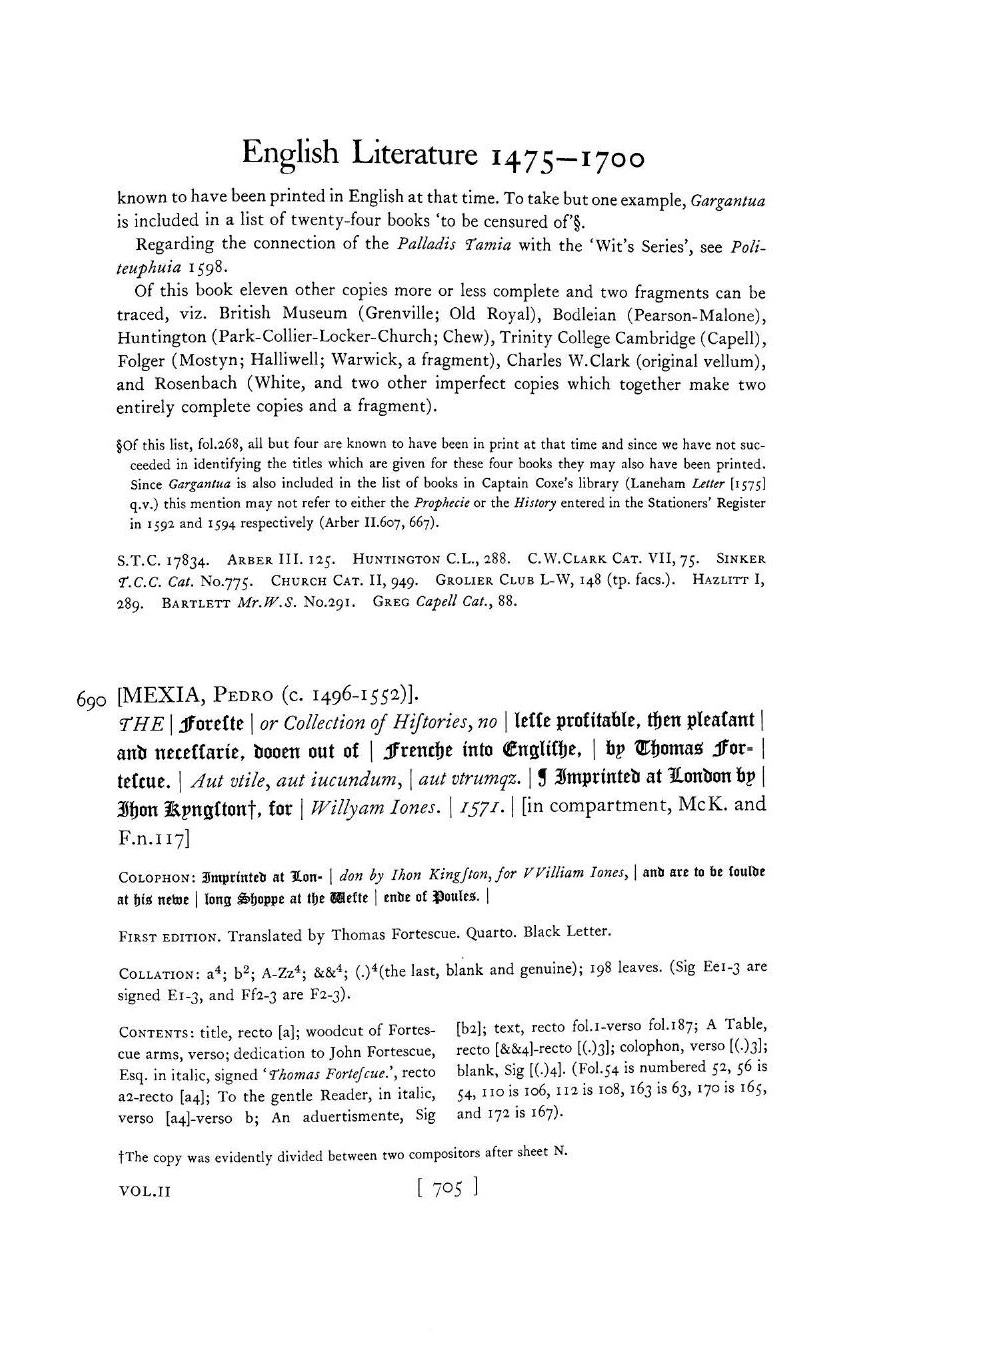 English Literature 1475–1700
known to have been printed in English at that time. To take but one example, Gargantua
is included in a list of twenty-four books ‘to be censured of’§.
Regarding the connection of the Palladis Tamia with the ‘Wit's Series’, see Poli-
teuphuia 1598.
Of this book eleven other copies more or less complete and two fragments can be
traced, viz. British Museum (Grenville; Old Royal), Bodleian (Pearson-Malone),
Huntington (Park-Collier-Locker-Church; Chew), Trinity College Cambridge (Capell),
Folger (Mostyn; Halliwell; Warwick, a fragment), Charles W.Clark (original vellum),
and Rosenbach (White, and two other imperfect copies which together make two
entirely complete copies and a fragment).
§Of this list, fol.268, all but four are known to have been in print at that time and since we have not suc-
ceeded in identifying the titles which are given for these four books they may also have been printed.
Since Gargantua is also included in the list of books in Captain Coxe's library (Laneham Letter [1575]
q.v.) this mention may not refer to either the Prophecie or the History entered in the Stationers' Register
in 1592 and 1594 respectively (Arber II.607, 667).
S.T.C. 17834. ARBER III. 125. HUNTINGTON C.L., 288. C.W.CLARK CAT. VII, 75. SINKER
T.C.C. Cat. No.775. CHURCH CAT. II, 949. GROLIER CLUB L-W, 148 (tp. facs.). HAZLITT I,
289. BARTLETT Mr.W.S. No.291. GREG Capell Cat., 88.
690 [MEXIA, PEDRO (c. 1496-1552)].
THE | Foreſte | or Collection of Hiſtories, no | leſſe profitable, then pleaſant |
and neceſſarie, dooen out of | Frenche into Engliſhe, | by Thomas For- |
teſcue. | Aut vtile, aut iucundum, | aut vtrumqz. | ¶ Imprinted at London by |
Jhon Kyngſton†, for | Willyam Iones. | 1571. | [in compartment, McK. and
F.n.117]
COLOPHON: Imprinted at Lon- | don by Ihon Kingſton, for VVilliam Iones, | and are to be ſoulde
at his newe | long Shoppe at the Weſte | ende of Poules. |
FIRST EDITION. Translated by Thomas Fortescue. Quarto. Black Letter.
COLLATION: a⁴; b²; A-Zz⁴; &&⁴; (.)⁴(the last, blank and genuine); 198 leaves. (Sig Ee1-3 are
signed E1-3, and Ff2-3 are F2-3).
CONTENTS: title, recto [a]; woodcut of Fortes-
cue arms, verso; dedication to John Fortescue,
Esq. in italic, signed ‘Thomas Forteſcue.’, recto
a2-recto [a4]; To the gentle Reader, in italic,
verso [a4]-verso b; An aduertismente, Sig
[b2]; text, recto fol.1-verso fol.187; A Table,
recto [&&4]-recto [(.)3]; colophon, verso [(.)3];
blank, Sig [(.)4]. (Fol.54 is numbered 52, 56 is
54, 110 is 106, 112 is 108, 163 is 63, 170 is 165,
and 172 is 167).
†The copy was evidently divided between two compositors after sheet N.
VOL.II [ 705 ]